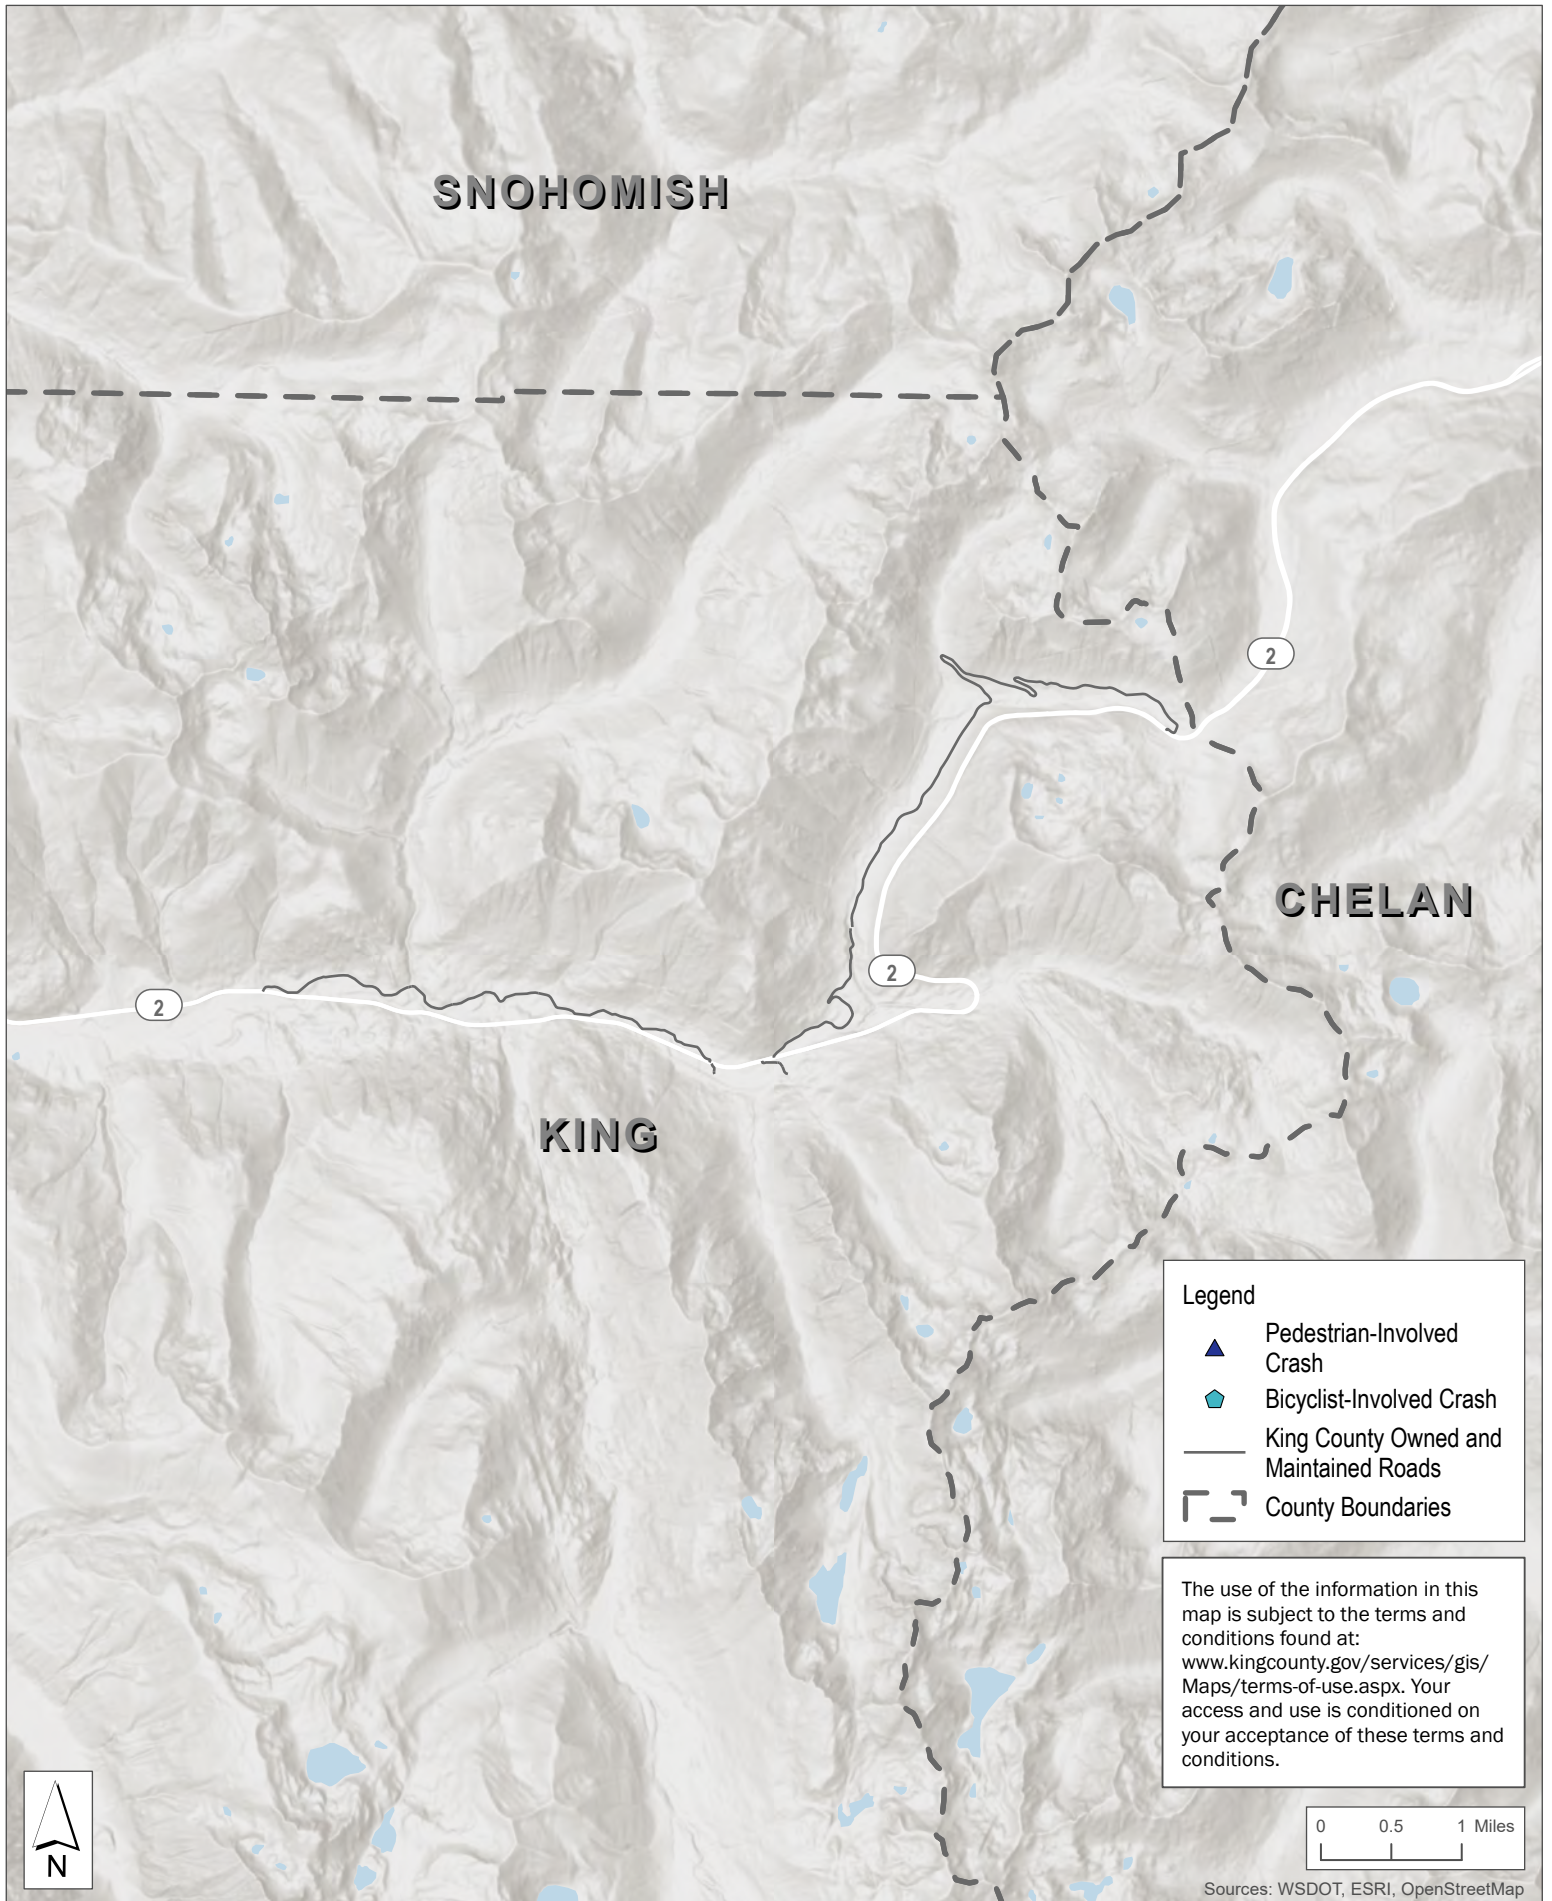 SNOHOMISH
2
CHELAN
2
2
KING
Legend
Pedestrian-Involved
Crash
Bicyclist-Involved Crash
King County Owned and
Maintained Roads
County Boundaries
The use of the information in this
map is subject to the terms and
conditions found at:
www.kingcounty.gov/services/gis/
Maps/terms-of-use.aspx. Your
access and use is conditioned on
your acceptance of these terms and
conditions.
N
0 0.5 1 Miles
Sources: WSDOT, ESRI, OpenStreetMap